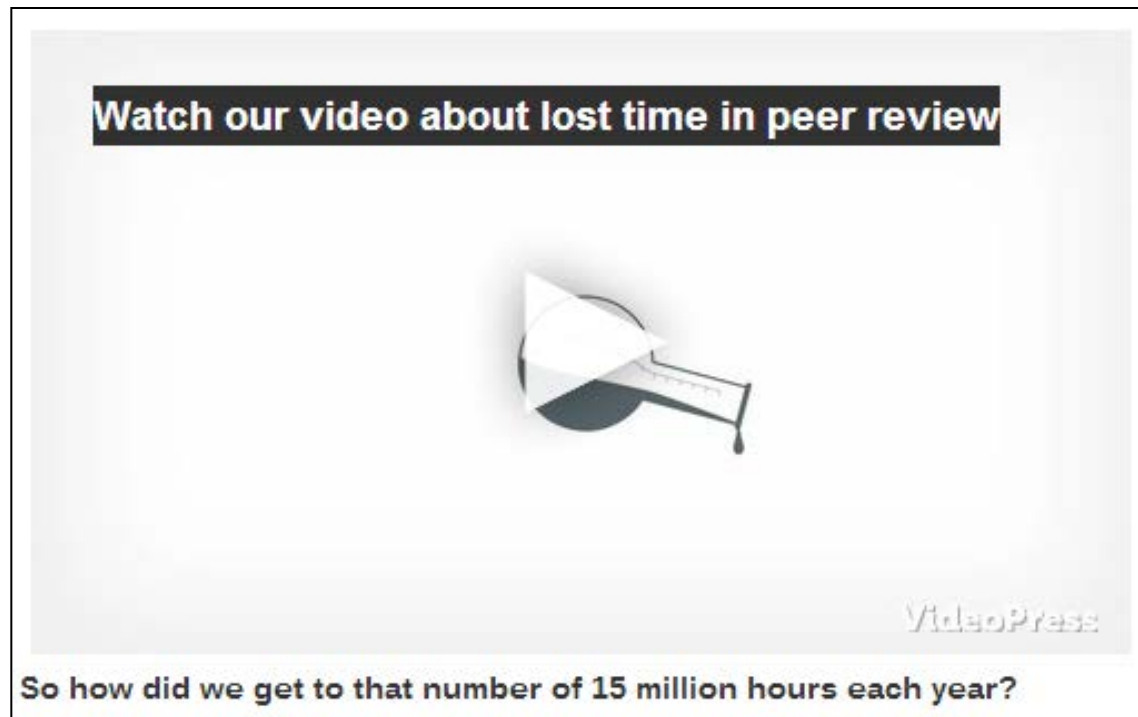 Watch our video about lost time in peer review
VideoPress
So how did we get to that number of 15 million hours each year?